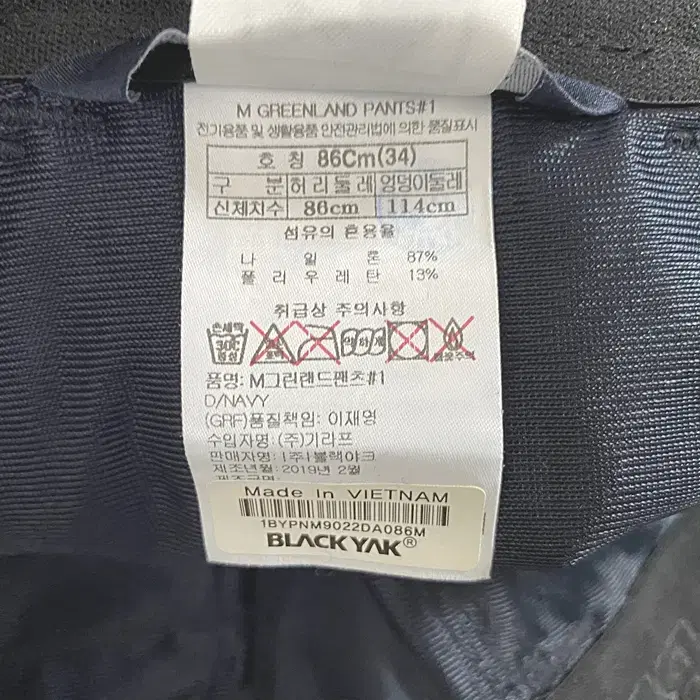 M GREENLAND PANTS#1
전기용품 및 생활용품 안전관리법에 의한 품질표시
호 칭 86Cm(34)
구 분 허리둘레 엉덩이둘레
신체치수 86cm 114cm
섬유의 혼용율
나 일 론 87%
폴 리 우 레 탄 13%
취급상 주의사항
손세탁
30℃
중성
약하게
품명: M그린랜드팬츠#1
D/NAVY
(GRF)품질책임: 이재영
수입자명: (주)기라프
판매자명: (주)블랙야크
제조년월: 2019년 2월
Made In VIETNAM
1BYPNM9022DA086M
BLACKYAK®